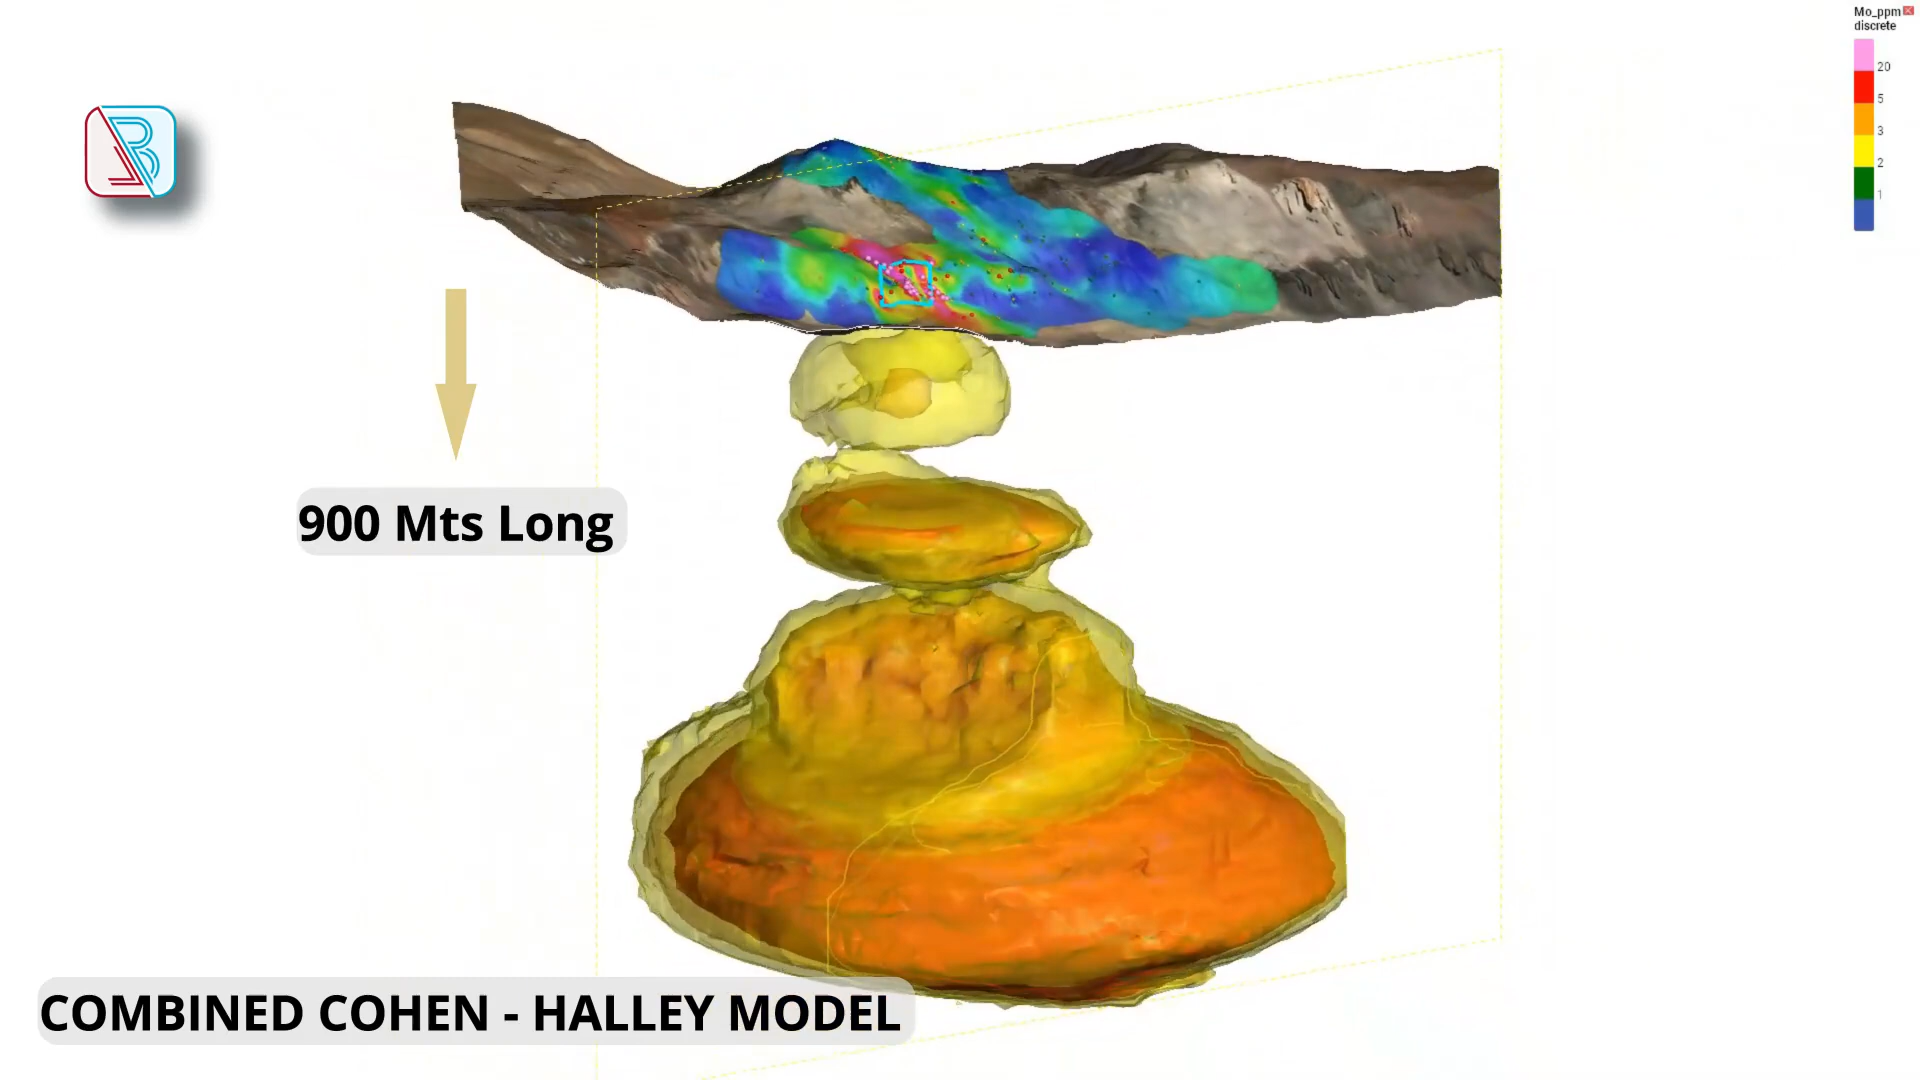 Mo_ppm
discrete
20
5
3
2
1
900 Mts Long
COMBINED COHEN - HALLEY MODEL